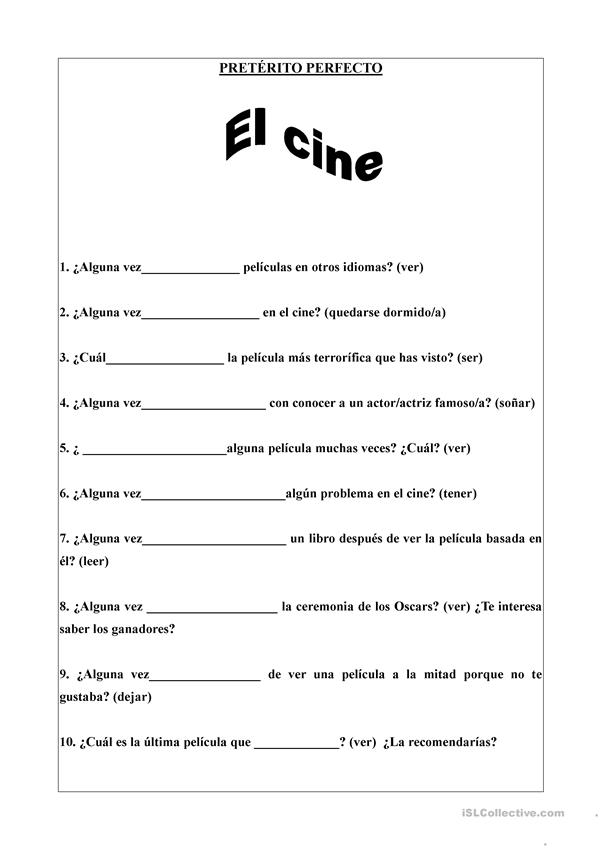 PRETÉRITO PERFECTO
El cine
1. ¿Alguna vez_______________ películas en otros idiomas? (ver)
2. ¿Alguna vez__________________ en el cine? (quedarse dormido/a)
3. ¿Cuál__________________ la película más terrorífica que has visto? (ser)
4. ¿Alguna vez___________________ con conocer a un actor/actriz famoso/a? (soñar)
5. ¿ ______________________alguna película muchas veces? ¿Cuál? (ver)
6. ¿Alguna vez______________________algún problema en el cine? (tener)
7. ¿Alguna vez______________________ un libro después de ver la película basada en
él? (leer)
8. ¿Alguna vez ____________________ la ceremonia de los Oscars? (ver) ¿Te interesa
saber los ganadores?
9. ¿Alguna vez_________________ de ver una película a la mitad porque no te
gustaba? (dejar)
10. ¿Cuál es la última película que _____________? (ver) ¿La recomendarías?
iSLCollective.com